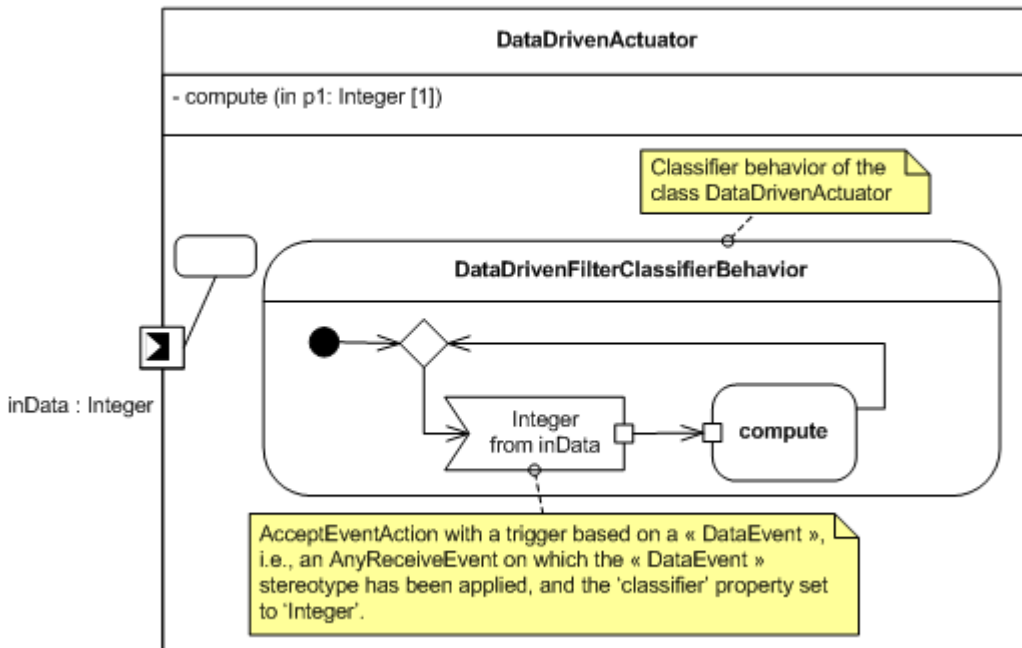 DataDrivenActuator
- compute (in p1: Integer [1])
Classifier behavior of the
class DataDrivenActuator
DataDrivenFilterClassifierBehavior
inData : Integer
Integer
from inData
compute
AcceptEventAction with a trigger based on a « DataEvent »,
i.e., an AnyReceiveEvent on which the « DataEvent »
stereotype has been applied, and the ‘classifier’ property set
to ‘Integer’.